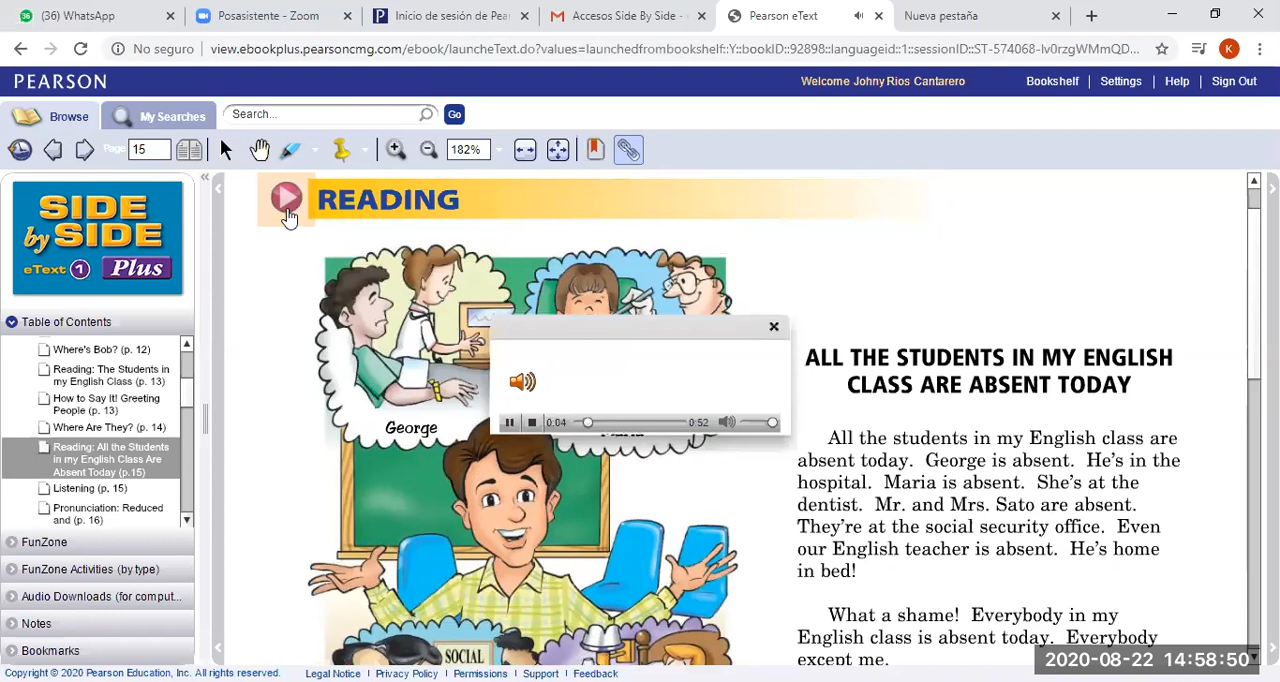 (36) WhatsApp
Posasistente - Zoom
Inicio de sesión de Pea
Accesos Side By Side -
Pearson eText
Nueva pestaña
No seguro
view.ebookplus.pearsoncmg.com/ebook/launcheText.do?values=launchedfrombookshelf::Y::bookID::92898::languageid::1::sessionID::ST-574068-lv0rzgWMmQD...
K
PEARSON
Welcome Johny Rios Cantarero
Bookshelf | Settings | Help | Sign Out
Browse
My Searches
Search...
Go
Page 15
182%
SIDE
by SIDE
eText 1 Plus
Table of Contents
Where's Bob? (p. 12)
Reading: The Students in
my English Class (p. 13)
How to Say It! Greeting
People (p. 13)
Where Are They? (p. 14)
Reading: All the Students
in my English Class Are
Absent Today (p.15)
Listening (p. 15)
Pronunciation: Reduced
and (p. 16)
FunZone
FunZone Activities (by type)
Audio Downloads (for comput...
Notes
Bookmarks
READING
George
0:04
0:52
SOCIAL
ALL THE STUDENTS IN MY ENGLISH
CLASS ARE ABSENT TODAY
All the students in my English class are
absent today. George is absent. He's in the
hospital. Maria is absent. She's at the
dentist. Mr. and Mrs. Sato are absent.
They're at the social security office. Even
our English teacher is absent. He's home
in bed!
What a shame! Everybody in my
English class is absent today. Everybody
except me.
2020-08-22 14:58:50
Copyright © 2020 Pearson Education, Inc. All rights reserved.
Legal Notice | Privacy Policy | Permissions | Support | Feedback